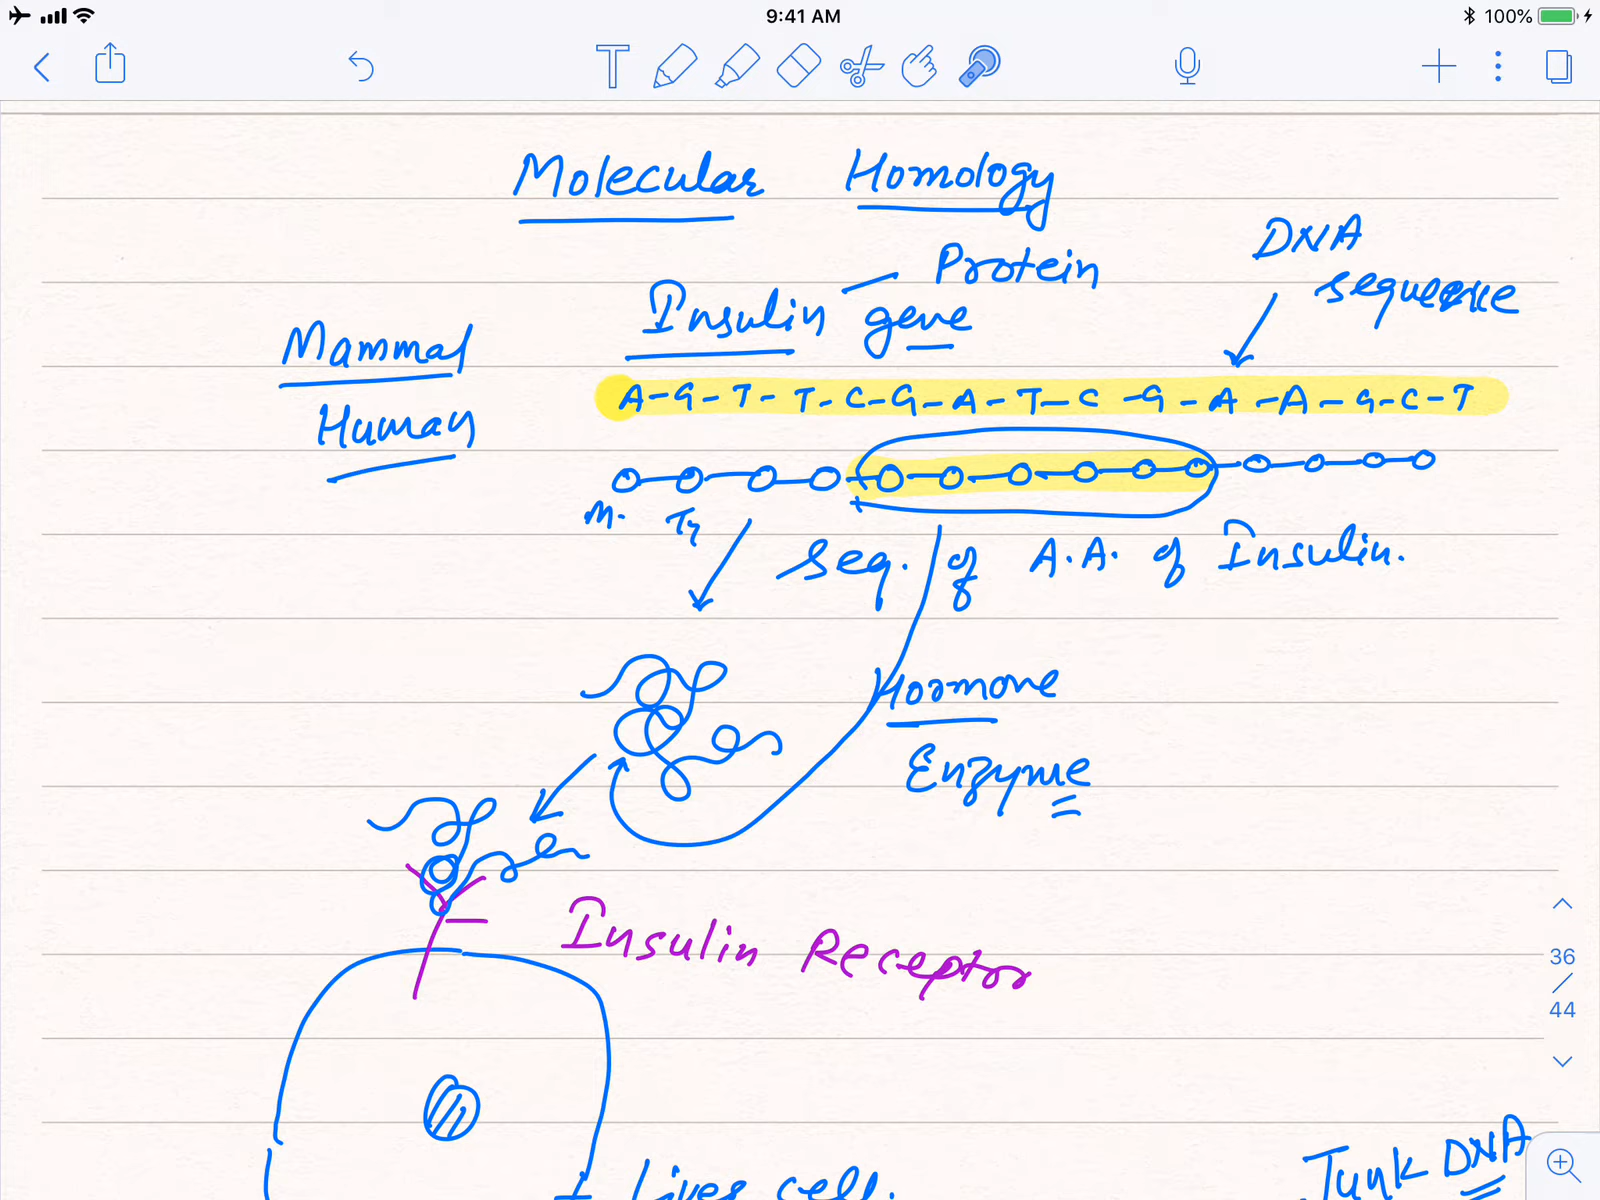 9:41 AM
100%
T
Molecular Homology
DNA
sequence
Protein
Insulin gene
Mammal
Human
A-G-T-T-C-G-A-T-C-G-A-A-G-C-T
M. Ty
Seq. of A.A. of Insulin.
Hormone
Enzyme
Insulin Receptor
36
/
44
Liver cell.
Junk DNA